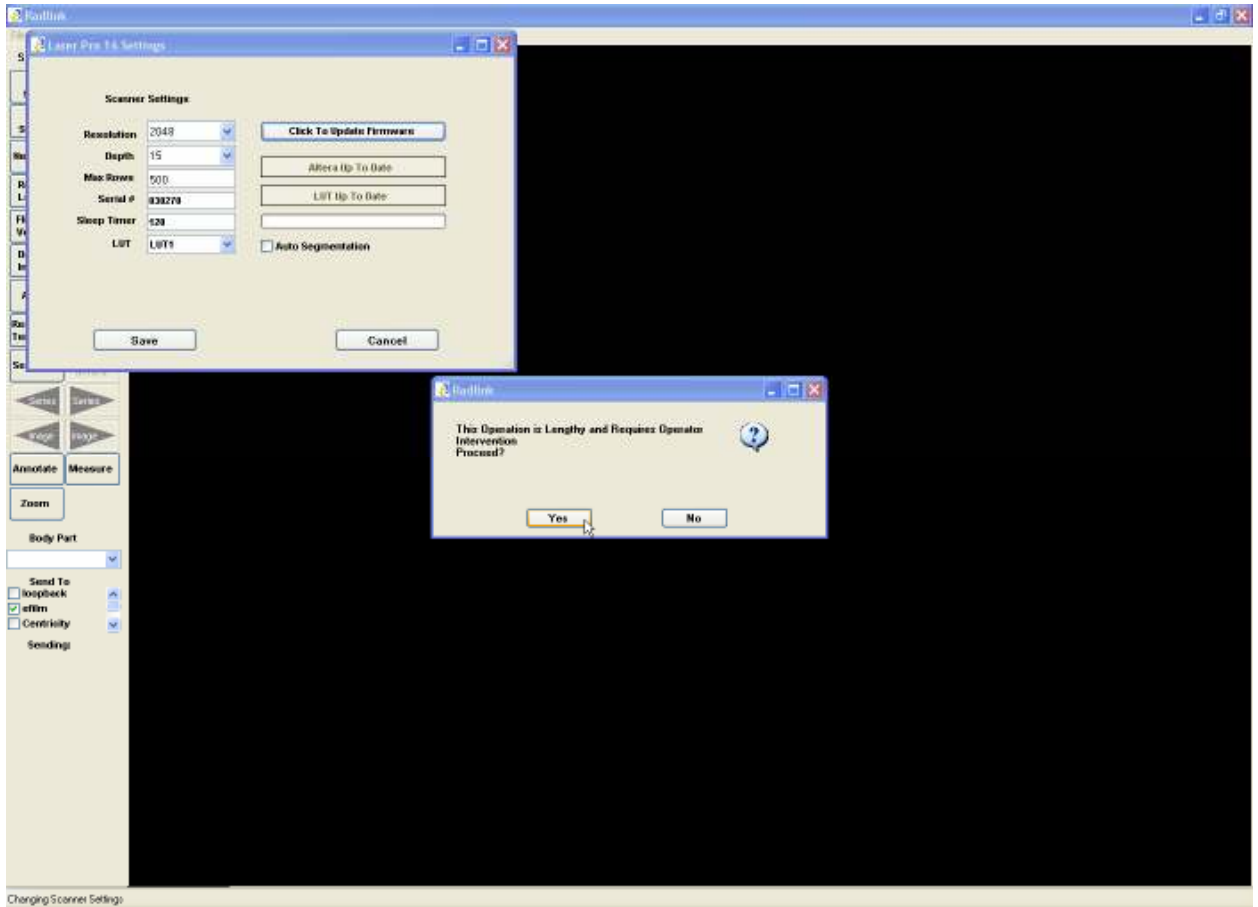 Radlink
Laser Pro 16 Settings
Scanner Settings
Resolution 2048
Click To Update Firmware
Depth 15
Altera Up To Date
Max Rows 500
Serial # 030270
LUT Up To Date
Sleep Timer 120
LUT LUT1
Auto Segmentation
Save
Cancel
Radlink
This Operation is Lengthy and Requires Operator
Intervention
Proceed?
Yes
No
Series Series
Image Image
Annotate Measure
Zoom
Body Part
Send To
loopback
efilm
Centricity
Sending:
Changing Scanner Settings